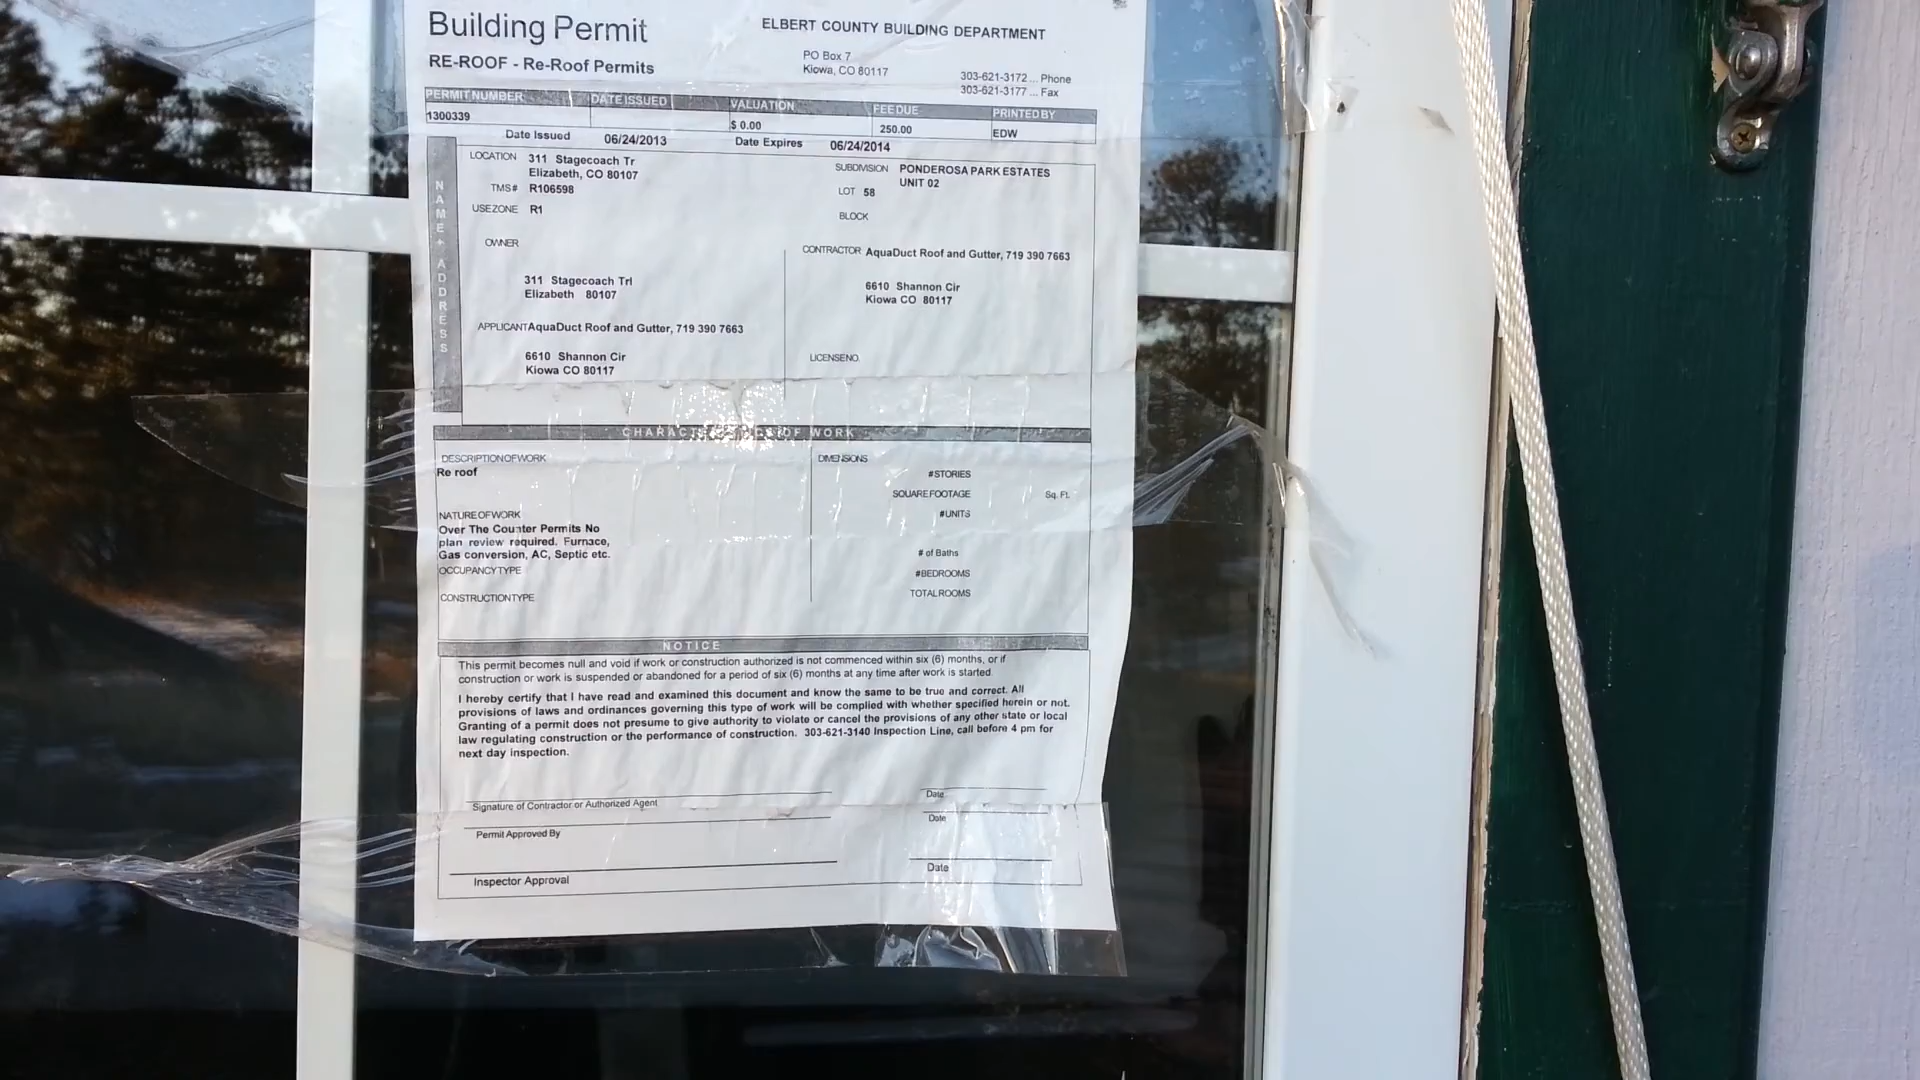 Building Permit
ELBERT COUNTY BUILDING DEPARTMENT
RE-ROOF - Re-Roof Permits
PO Box 7
Kiowa, CO 80117
303-621-3172 ... Phone
303-621-3177 ... Fax
PERMIT NUMBER DATE ISSUED VALUATION FEE DUE PRINTED BY
1300339 $ 0.00 250.00 EDW
Date Issued 06/24/2013 Date Expires 06/24/2014
NAME + ADDRESS
LOCATION 311 Stagecoach Tr
Elizabeth, CO 80107
TMS# R106598
USEZONE R1
SUBDIVISION PONDEROSA PARK ESTATES
UNIT 02
LOT 58
BLOCK
OWNER
311 Stagecoach Trl
Elizabeth 80107
CONTRACTOR AquaDuct Roof and Gutter, 719 390 7663
6610 Shannon Cir
Kiowa CO 80117
APPLICANT AquaDuct Roof and Gutter, 719 390 7663
6610 Shannon Cir
Kiowa CO 80117
LICENSE NO.
OF WORK
DESCRIPTION OF WORK
Re roof
NATURE OF WORK
Over The Counter Permits No
plan review required. Furnace,
Gas conversion, AC, Septic etc.
OCCUPANCY TYPE
CONSTRUCTION TYPE
DIMENSIONS
# STORIES
SQUARE FOOTAGE Sq. Ft.
# UNITS
# of Baths
# BEDROOMS
TOTAL ROOMS
NOTICE
This permit becomes null and void if work or construction authorized is not commenced within six (6) months, or if
construction or work is suspended or abandoned for a period of six (6) months at any time after work is started.
I hereby certify that I have read and examined this document and know the same to be true and correct. All
provisions of laws and ordinances governing this type of work will be complied with whether specified herein or not.
Granting of a permit does not presume to give authority to violate or cancel the provisions of any other state or local
law regulating construction or the performance of construction. 303-621-3140 Inspection Line, call before 4 pm for
next day inspection.
Signature of Contractor or Authorized Agent Date
Permit Approved By Date
Inspector Approval Date